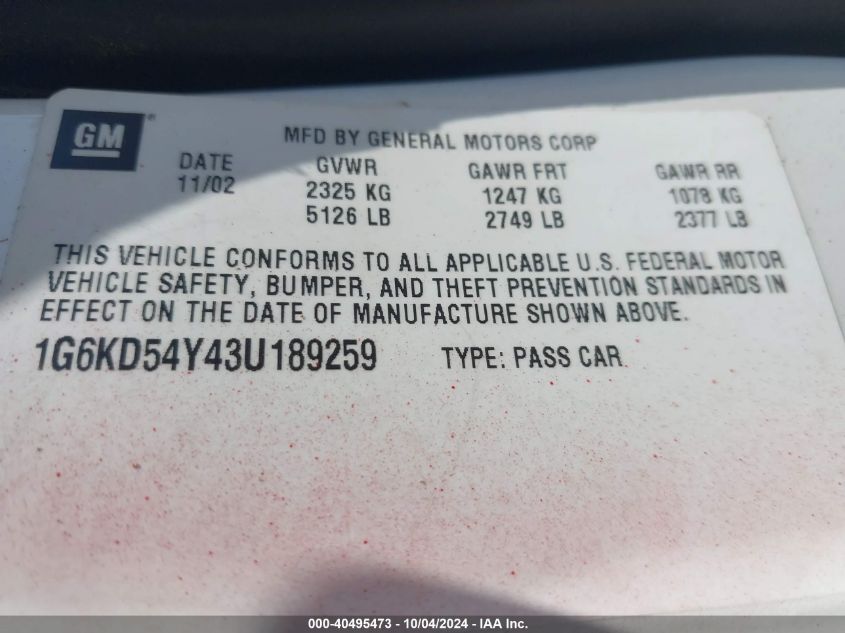 GM®
MFD BY GENERAL MOTORS CORP
DATE GVWR GAWR FRT GAWR RR
11/02 2325 KG 1247 KG 1078 KG
5126 LB 2749 LB 2377 LB
THIS VEHICLE CONFORMS TO ALL APPLICABLE U.S. FEDERAL MOTOR
VEHICLE SAFETY, BUMPER, AND THEFT PREVENTION STANDARDS IN
EFFECT ON THE DATE OF MANUFACTURE SHOWN ABOVE.
1G6KD54Y43U189259 TYPE: PASS CAR
000-40495473 - 10/04/2024 - IAA Inc.